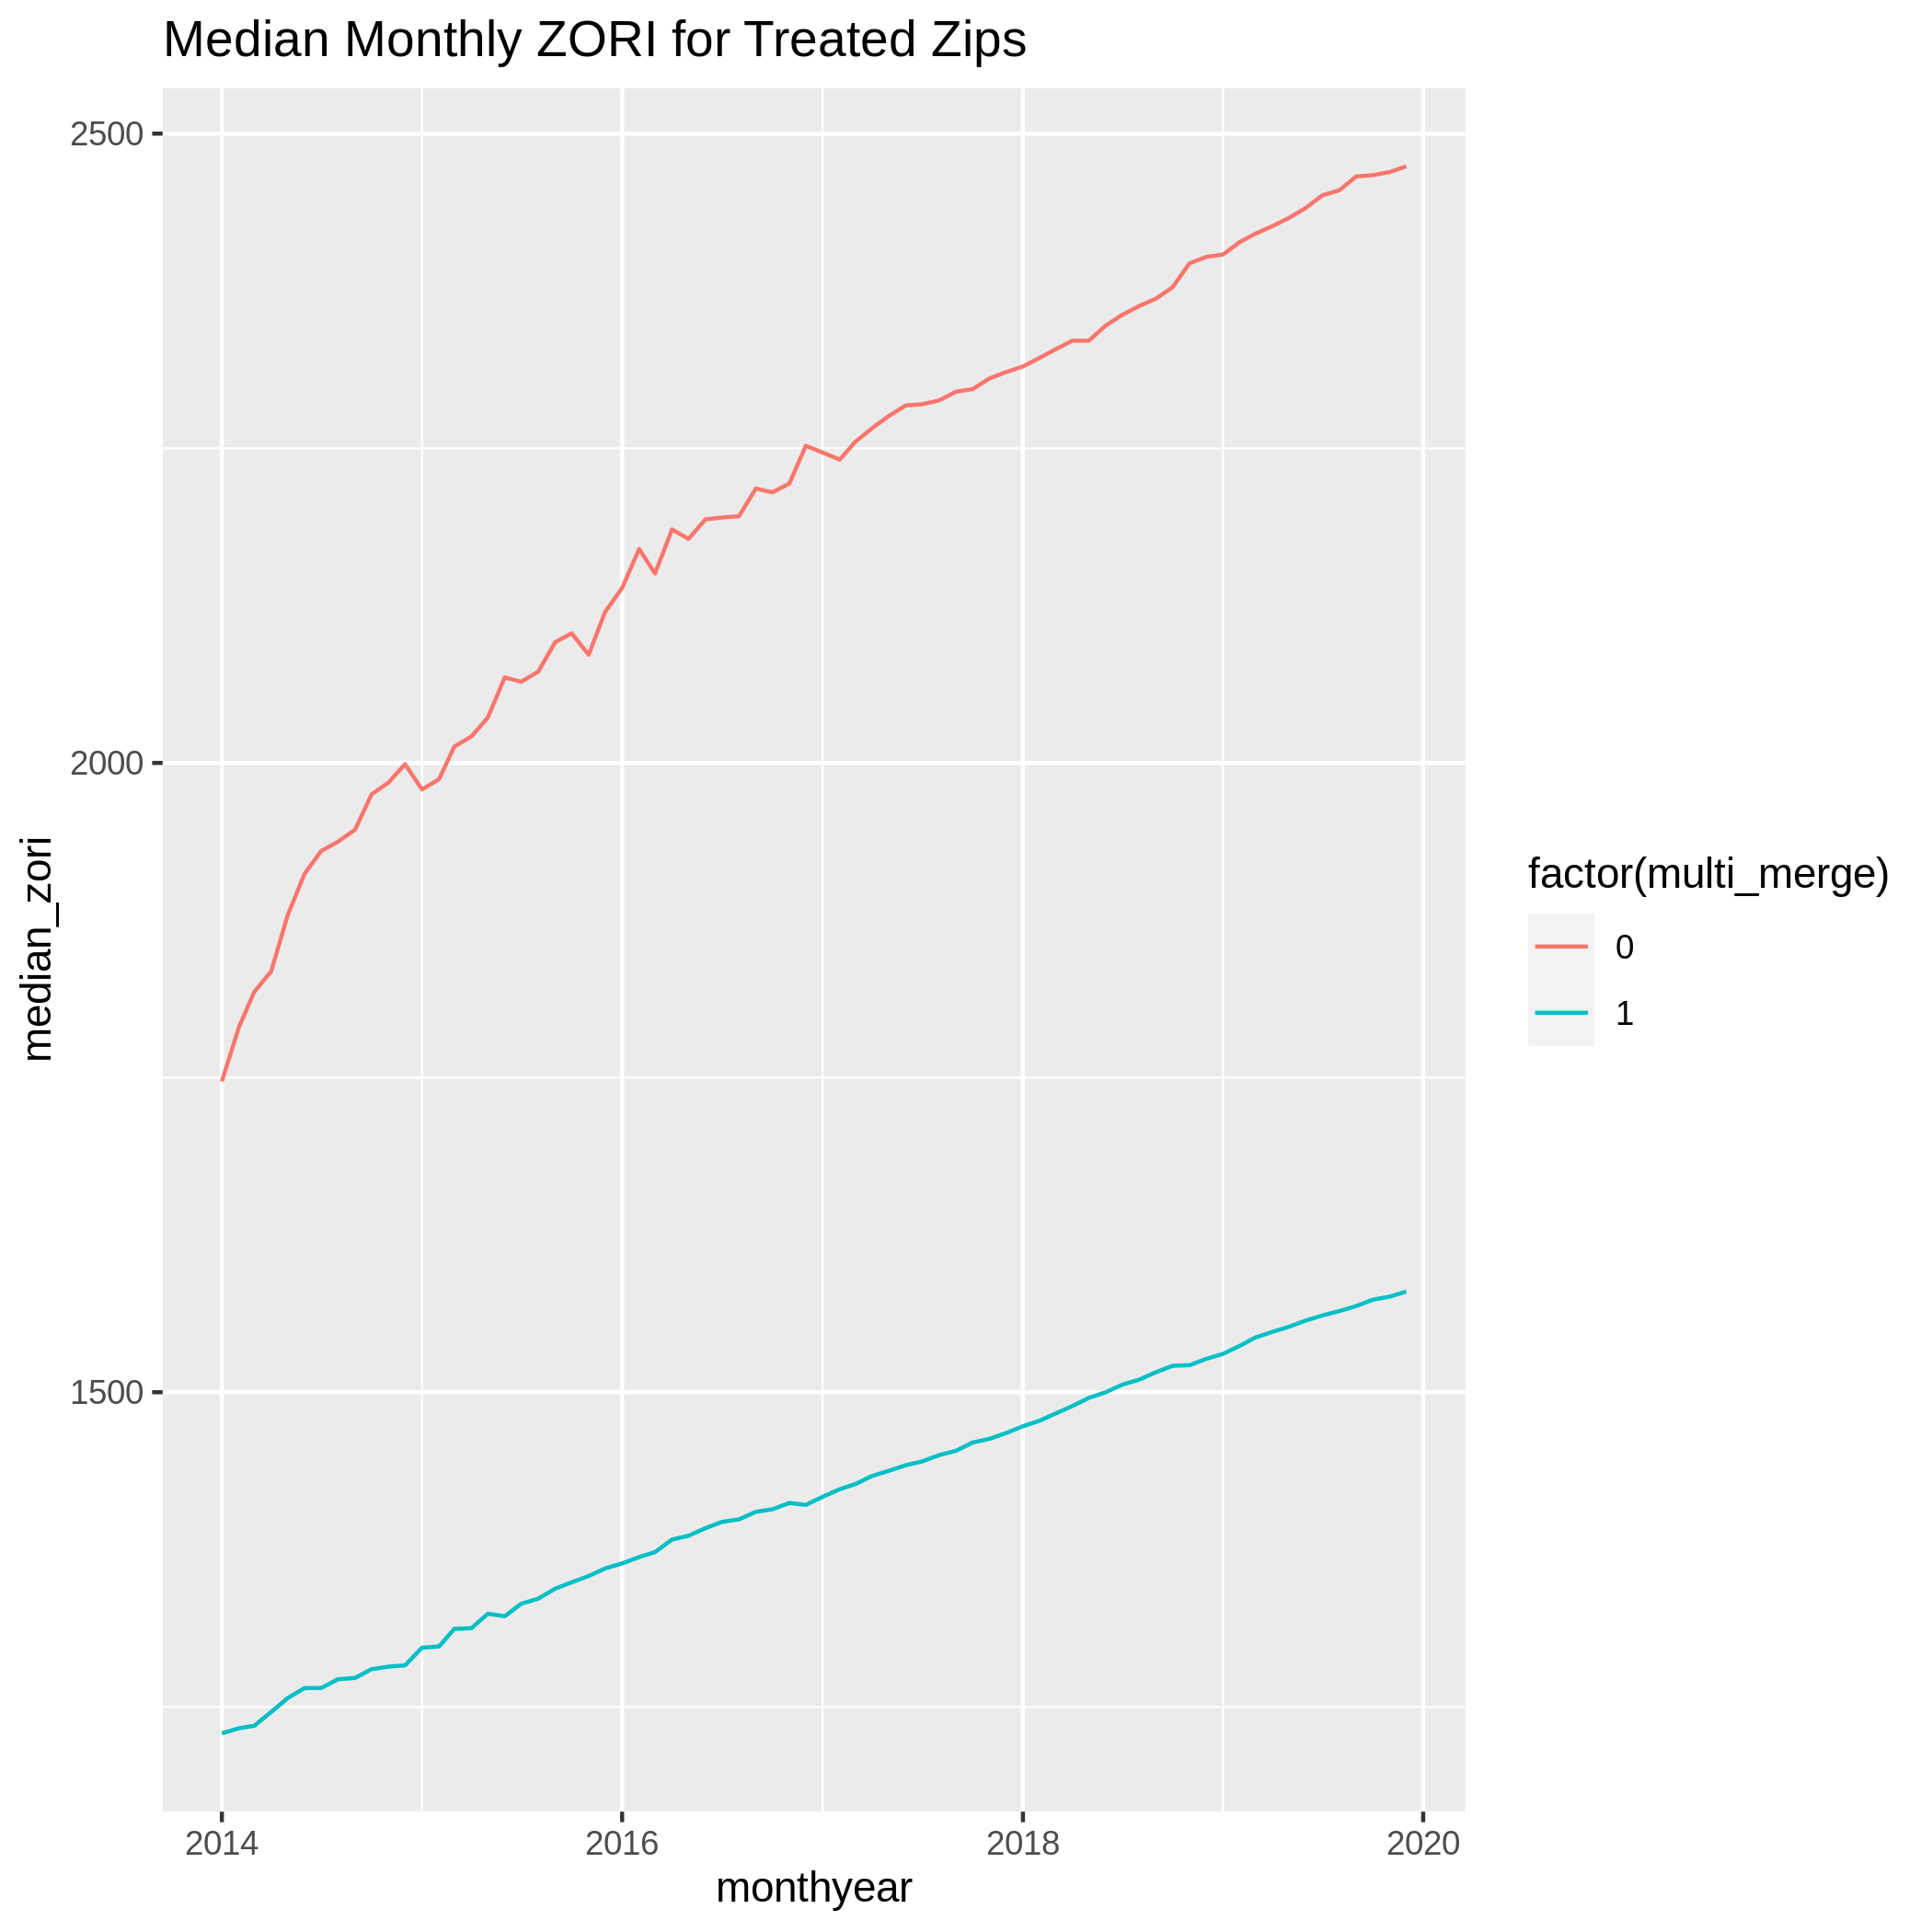 Median Monthly ZORI for Treated Zips
2500
2000
1500
median_zori
2014
2016
2018
2020
monthyear
factor(multi_merge)
0
1